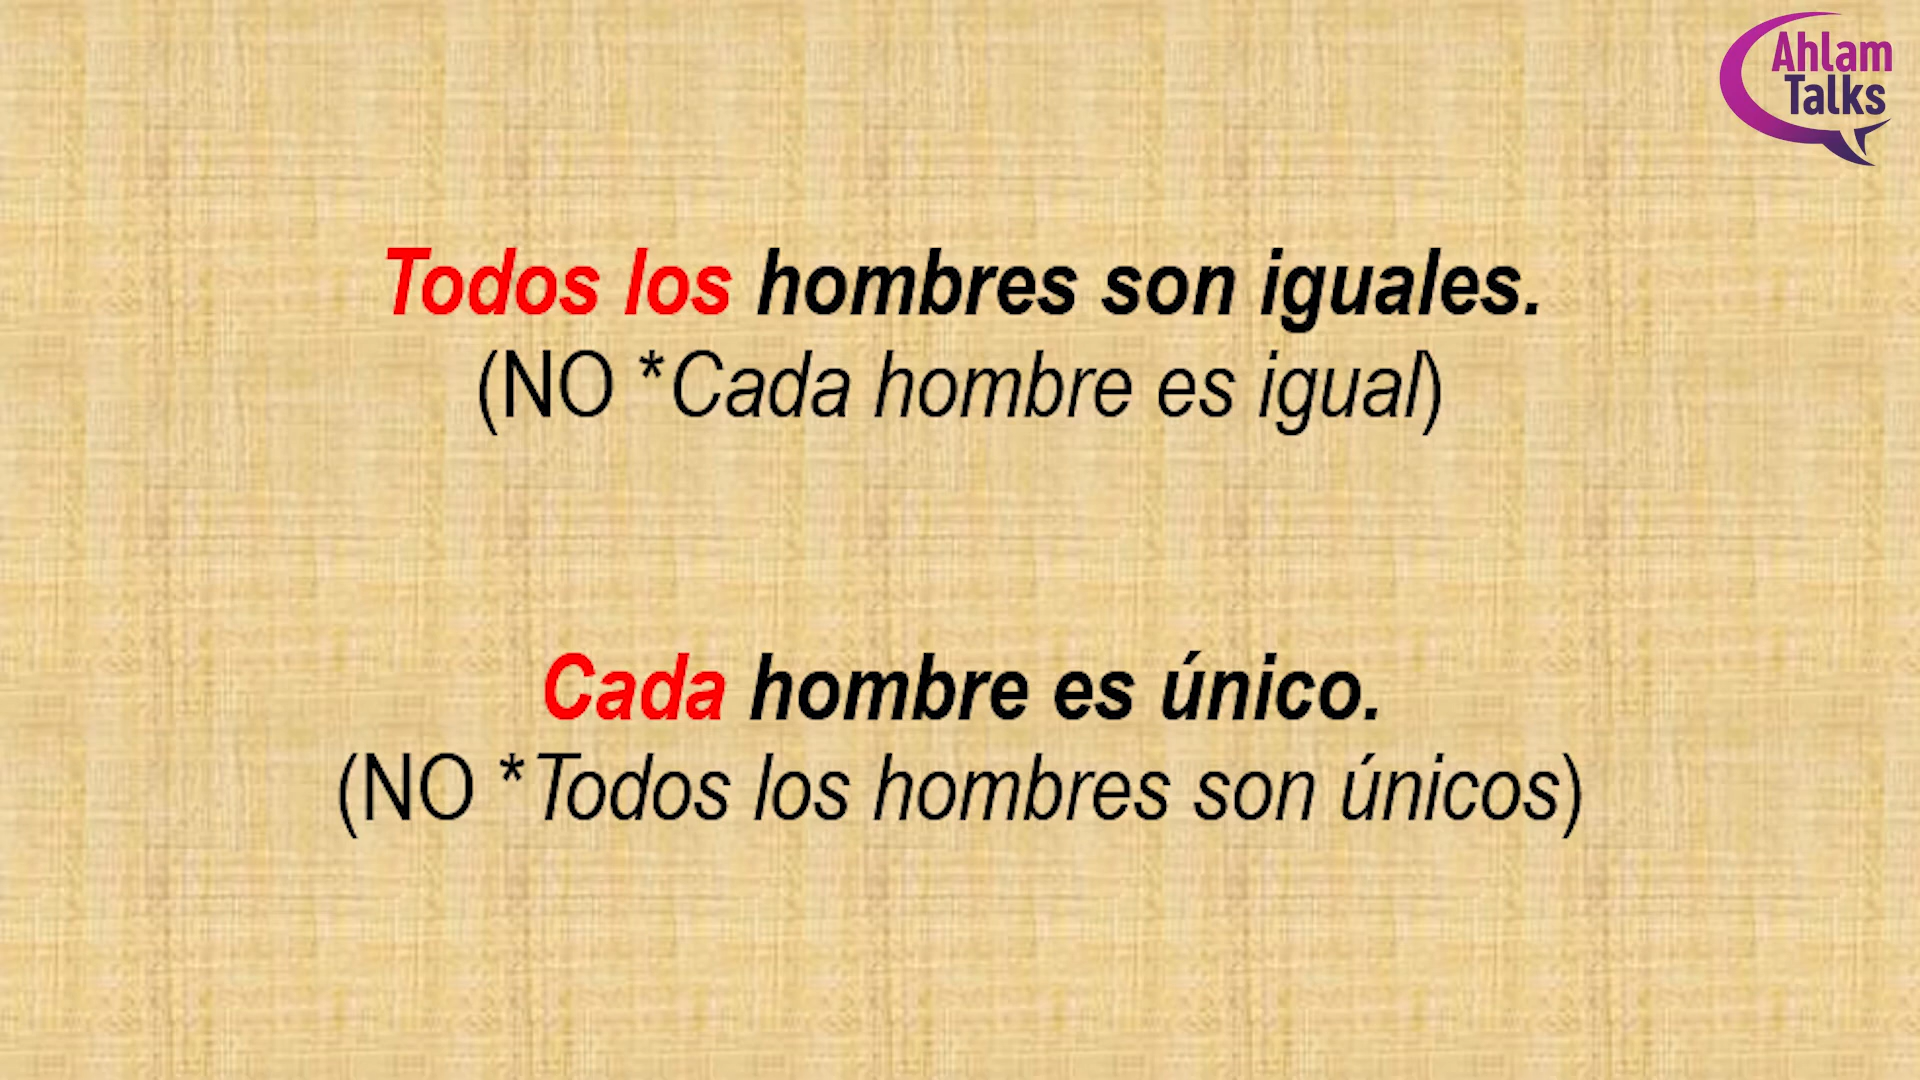 Ahlam
Talks
Todos los hombres son iguales.
(NO *Cada hombre es igual)
Cada hombre es único.
(NO *Todos los hombres son únicos)